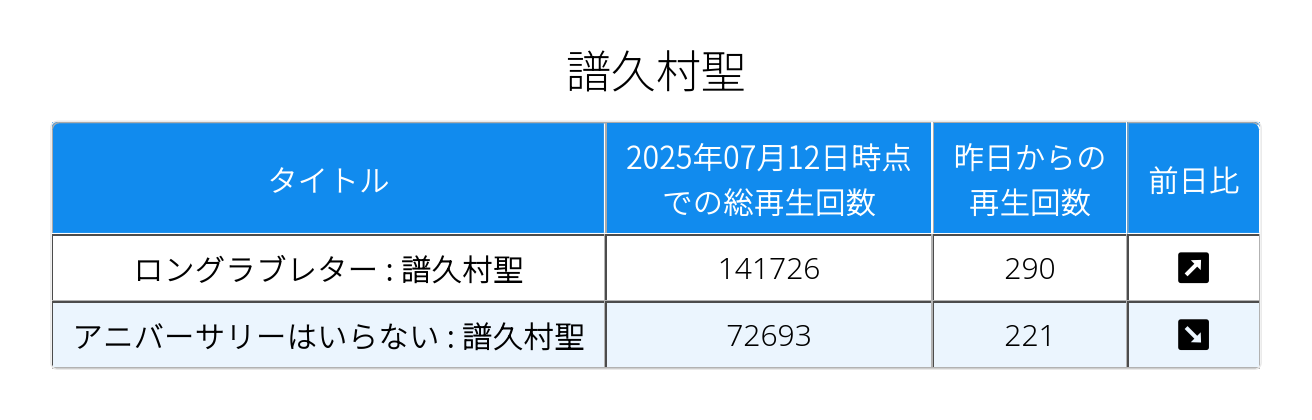 譜久村聖
タイトル
2025年07月12日時点
での総再生回数
昨日からの
再生回数
前日比
ロングラブレター : 譜久村聖
141726
290
アニバーサリーはいらない : 譜久村聖
72693
221